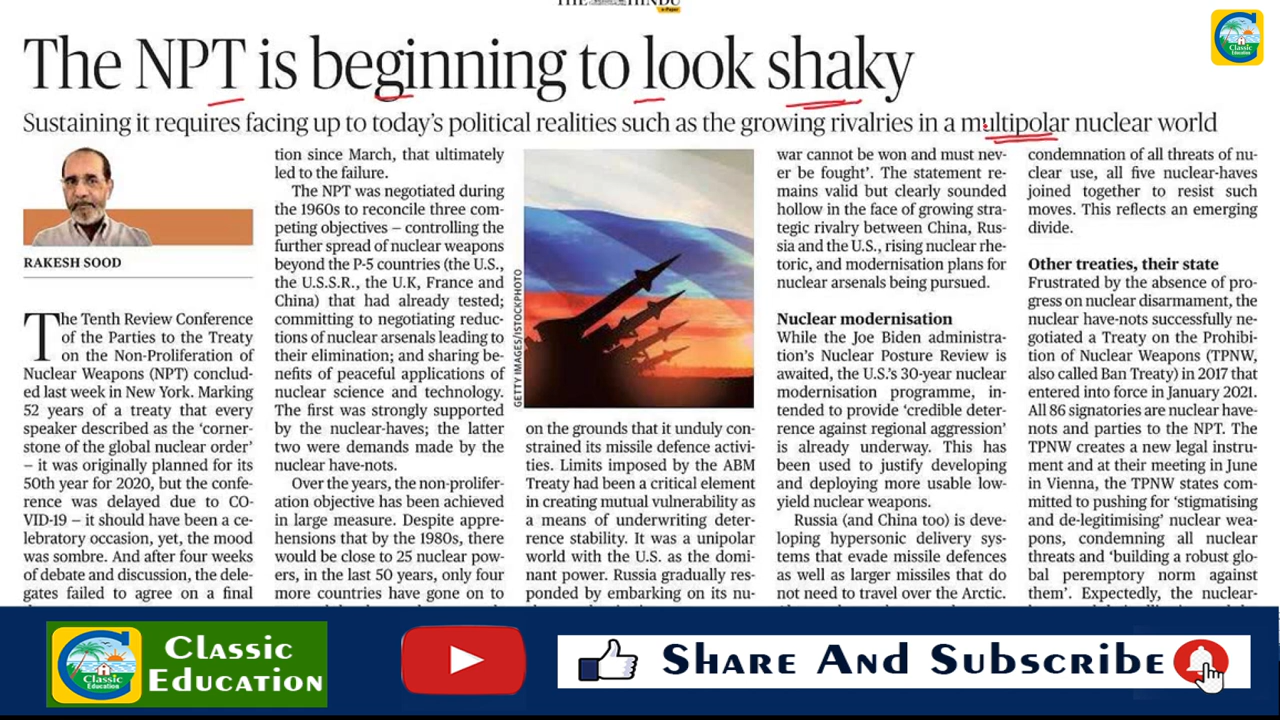 THE HINDU
e-Paper
Classic
Education
The NPT is beginning to look shaky
Sustaining it requires facing up to today's political realities such as the growing rivalries in a multipolar nuclear world
RAKESH SOOD
The Tenth Review Conference
of the Parties to the Treaty
on the Non-Proliferation of
Nuclear Weapons (NPT) conclud-
ed last week in New York. Marking
52 years of a treaty that every
speaker described as the 'corner-
stone of the global nuclear order'
– it was originally planned for its
50th year for 2020, but the confe-
rence was delayed due to CO-
VID-19 – it should have been a ce-
lebratory occasion, yet, the mood
was sombre. And after four weeks
of debate and discussion, the dele-
gates failed to agree on a final
tion since March, that ultimately
led to the failure.
The NPT was negotiated during
the 1960s to reconcile three com-
peting objectives – controlling the
further spread of nuclear weapons
beyond the P-5 countries (the U.S.,
the U.S.S.R., the U.K, France and
China) that had already tested;
committing to negotiating reduc-
tions of nuclear arsenals leading to
their elimination; and sharing be-
nefits of peaceful applications of
nuclear science and technology.
The first was strongly supported
by the nuclear-haves; the latter
two were demands made by the
nuclear have-nots.
Over the years, the non-prolifer-
ation objective has been achieved
in large measure. Despite appre-
hensions that by the 1980s, there
would be close to 25 nuclear pow-
ers, in the last 50 years, only four
more countries have gone on to
GETTY IMAGES/ISTOCKPHOTO
on the grounds that it unduly con-
strained its missile defence activi-
ties. Limits imposed by the ABM
Treaty had been a critical element
in creating mutual vulnerability as
a means of underwriting deter-
rence stability. It was a unipolar
world with the U.S. as the domi-
nant power. Russia gradually res-
ponded by embarking on its nu-
war cannot be won and must nev-
er be fought'. The statement re-
mains valid but clearly sounded
hollow in the face of growing stra-
tegic rivalry between China, Rus-
sia and the U.S., rising nuclear rhe-
toric, and modernisation plans for
nuclear arsenals being pursued.
Nuclear modernisation
While the Joe Biden administra-
tion's Nuclear Posture Review is
awaited, the U.S.'s 30-year nuclear
modernisation programme, in-
tended to provide 'credible deter-
rence against regional aggression'
is already underway. This has
been used to justify developing
and deploying more usable low-
yield nuclear weapons.
Russia (and China too) is deve-
loping hypersonic delivery sys-
tems that evade missile defences
as well as larger missiles that do
not need to travel over the Arctic.
condemnation of all threats of nu-
clear use, all five nuclear-haves
joined together to resist such
moves. This reflects an emerging
divide.
Other treaties, their state
Frustrated by the absence of pro-
gress on nuclear disarmament, the
nuclear have-nots successfully ne-
gotiated a Treaty on the Prohibi-
tion of Nuclear Weapons (TPNW,
also called Ban Treaty) in 2017 that
entered into force in January 2021.
All 86 signatories are nuclear have-
nots and parties to the NPT. The
TPNW creates a new legal instru-
ment and at their meeting in June
in Vienna, the TPNW states com-
mitted to pushing for 'stigmatising
and de-legitimising' nuclear wea-
pons, condemning all nuclear
threats and 'building a robust glo-
bal peremptory norm against
them'. Expectedly, the nuclear-
Classic
Education
Classic
Education
Share And Subscribe